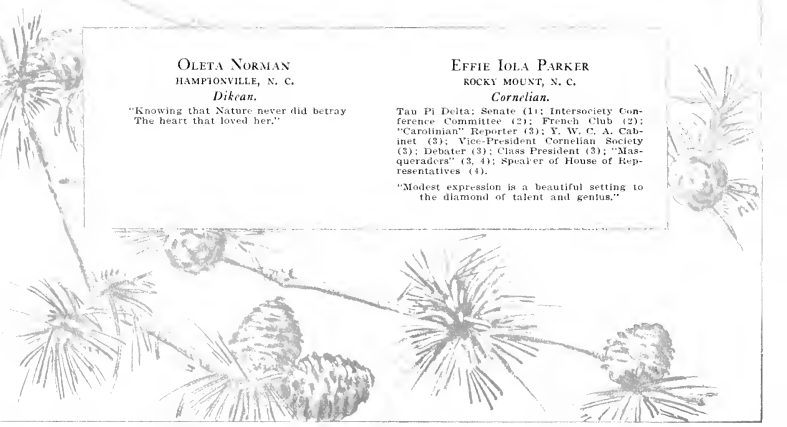 OLETA NORMAN
HAMPTONVILLE, N. C.
Dikean.
"Knowing that Nature never did betray
The heart that loved her."
EFFIE IOLA PARKER
ROCKY MOUNT, N. C.
Cornelian.
Tau Pi Delta; Senate (1); Intersociety Con-
ference Committee (2); French Club (2);
"Carolinian" Reporter (3); Y. W. C. A. Cab-
inet (3); Vice-President Cornelian Society
(3); Debater (3); Class President (3); "Mas-
queraders" (3, 4); Speaker of House of Rep-
resentatives (4).
"Modest expression is a beautiful setting to
the diamond of talent and genius."